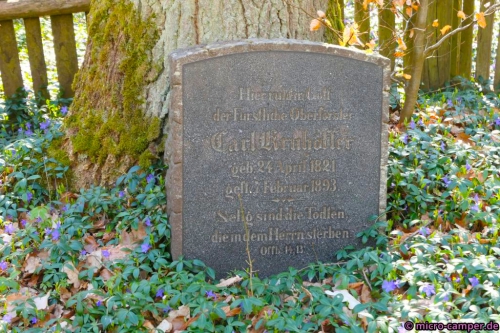 Hier ruht in Gott
der Fürstliche Oberförster
Carl
geb. 24. April 1821
gest. 7. Februar 1893.
Selig sind die Todten,
die in dem Herrn sterben.
Offb.
© www.micro-camper.de